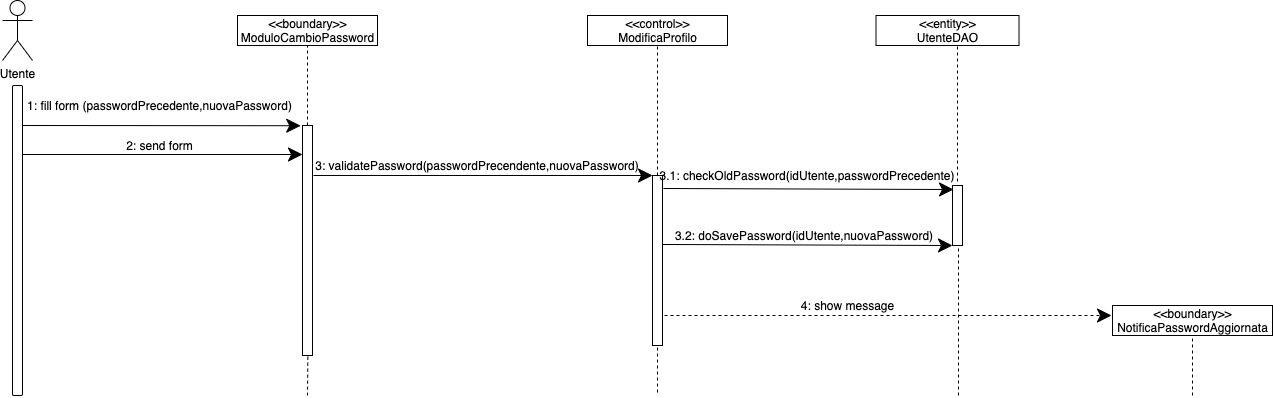 <<boundary>>
ModuloCambioPassword
<<control>>
ModificaProfilo
<<entity>>
UtenteDAO
Utente
1: fill form (passwordPrecedente,nuovaPassword)
2: send form
3: validatePassword(passwordPrecendente,nuovaPassword)
3.1: checkOldPassword(idUtente,passwordPrecedente)
3.2: doSavePassword(idUtente,nuovaPassword)
4: show message
<<boundary>>
NotificaPasswordAggiornata